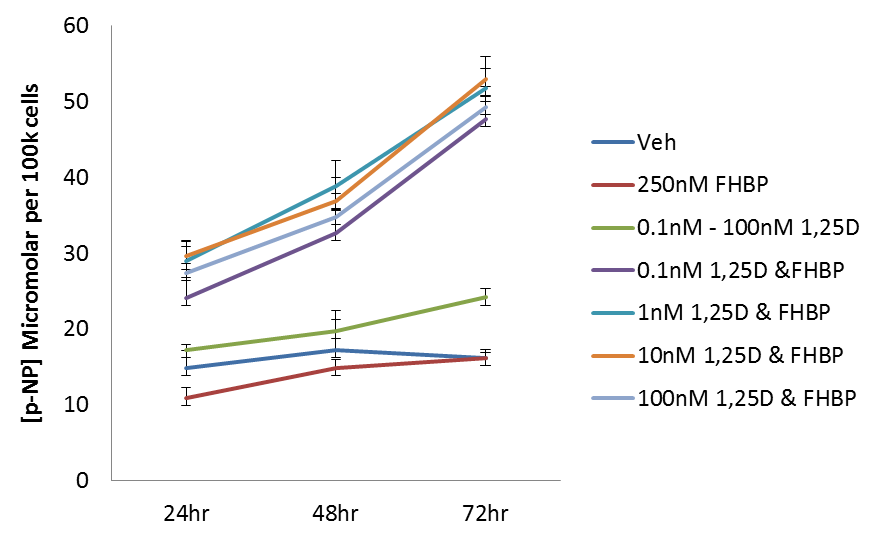 60
50
40
30
20
10
0
[p-NP] Micromolar per 100k cells
24hr
48hr
72hr
Veh
250nM FHBP
0.1nM - 100nM 1,25D
0.1nM 1,25D &FHBP
1nM 1,25D & FHBP
10nM 1,25D & FHBP
100nM 1,25D & FHBP